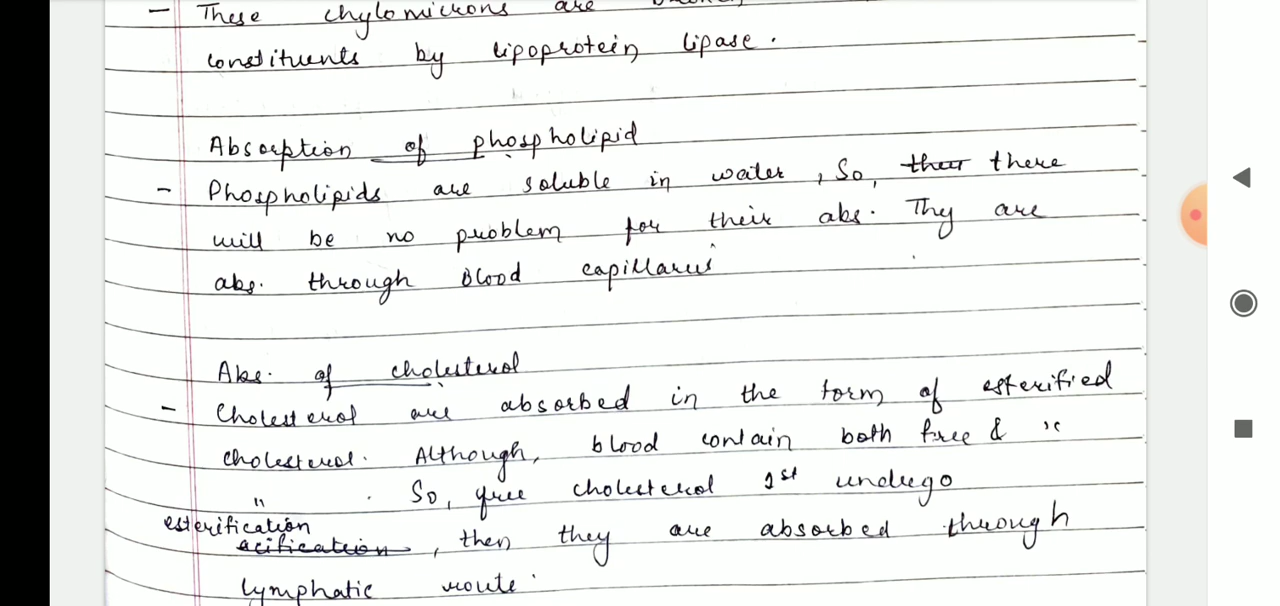 - These chylomicrons are
constituents by lipoprotein lipase.
Absorption of phospholipid
- Phospholipids are soluble in water, So, their there
will be no problem for their abs. Thy are
abs. through blood capillaries
Abs. of cholesterol
- Cholesterol are absorbed in the form of esterified
cholesterol. Although, blood contain both free & "
" . So, free cholesterol 1st undergo
esterification
acification, then they are absorbed through
lymphatic route.